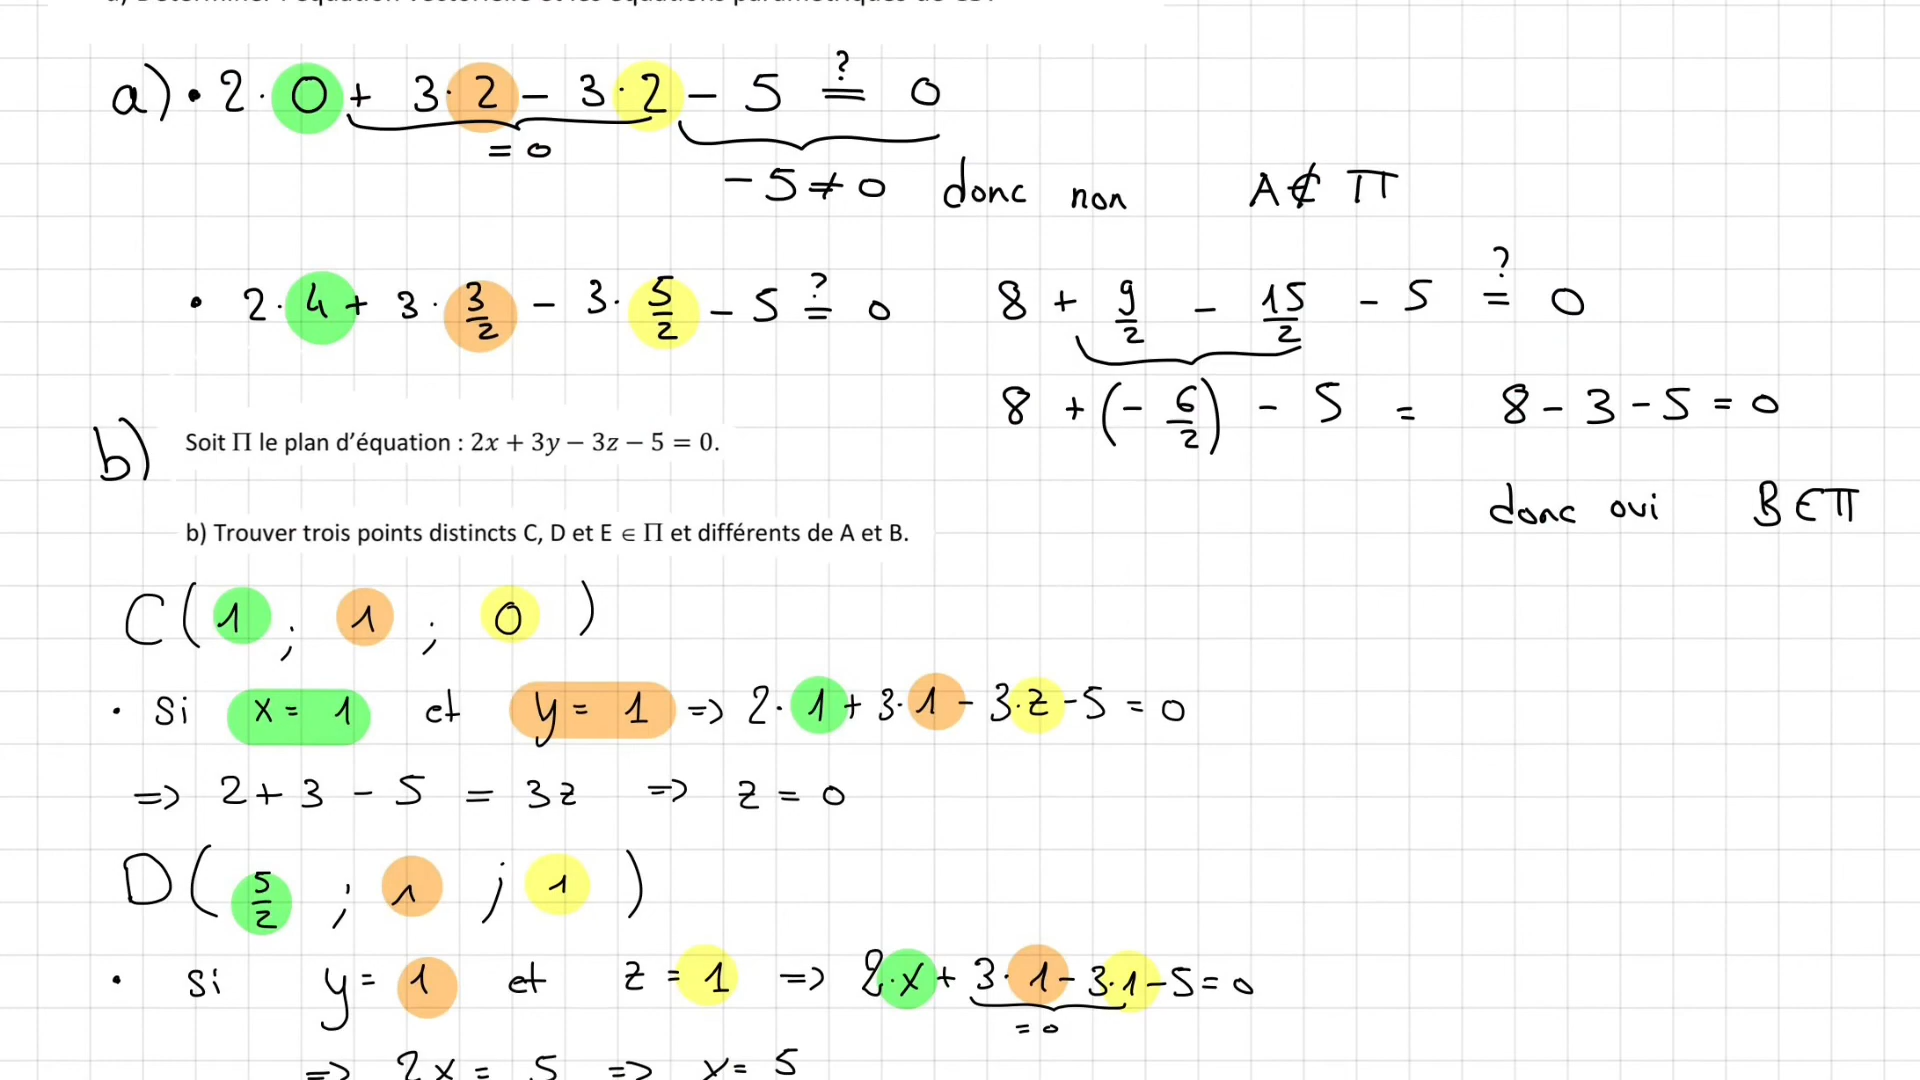 a) • 2 · 0 + 3 · 2 − 3 · 2 − 5 ≟ 0
= 0
−5 ≠ 0 donc non A ∉ Π
• 2 · 4 + 3 · 3/2 − 3 · 5/2 − 5 ≟ 0
8 + 9/2 − 15/2 − 5 ≟ 0
8 + (− 6/2) − 5 = 8 − 3 − 5 = 0
donc oui B ∈ Π
b) Soit Π le plan d’équation : 2x + 3y − 3z − 5 = 0.
b) Trouver trois points distincts C, D et E ∈ Π et différents de A et B.
C ( 1 ; 1 ; 0 )
• Si x = 1 et y = 1 => 2 · 1 + 3 · 1 − 3 · z − 5 = 0
=> 2 + 3 − 5 = 3z => z = 0
D ( 5/2 ; 1 ; 1 )
• Si y = 1 et z = 1 => 2 · x + 3 · 1 − 3 · 1 − 5 = 0
= 0
=> 2x = 5 => x = 5